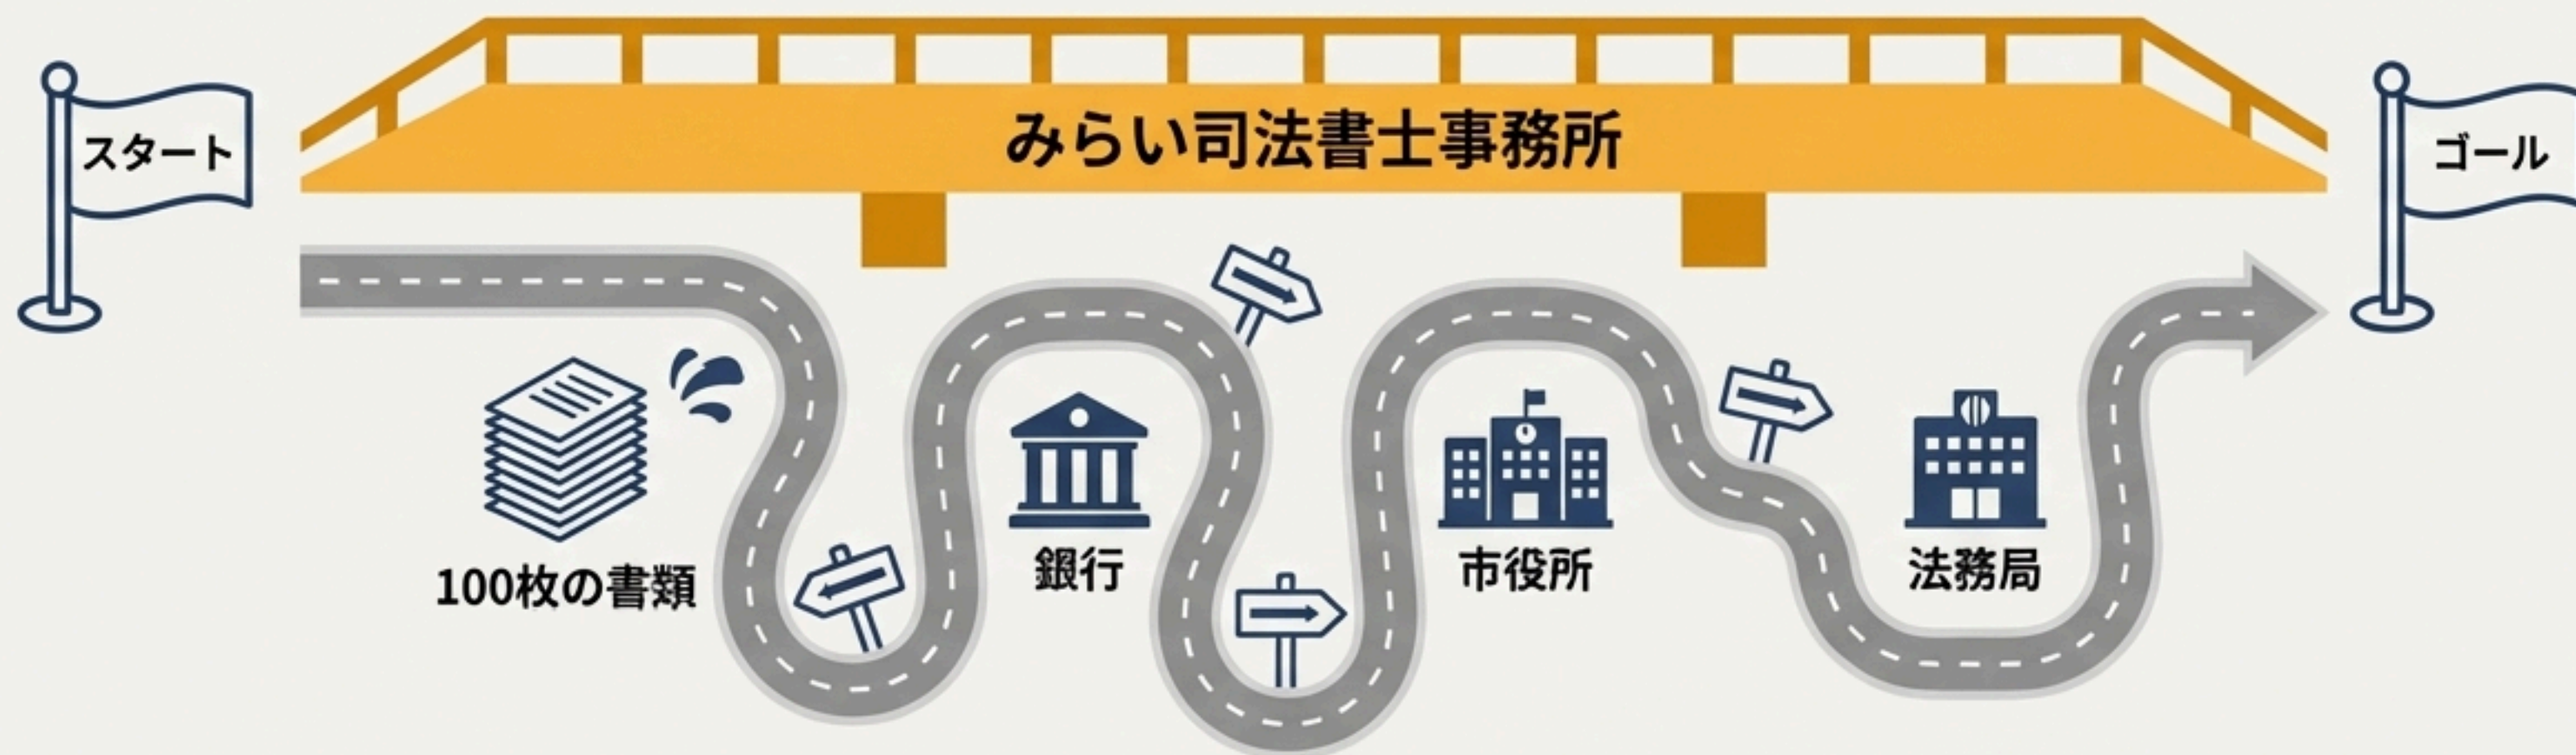 スタート
みらい司法書士事務所
ゴール
100枚の書類
銀行
市役所
法務局